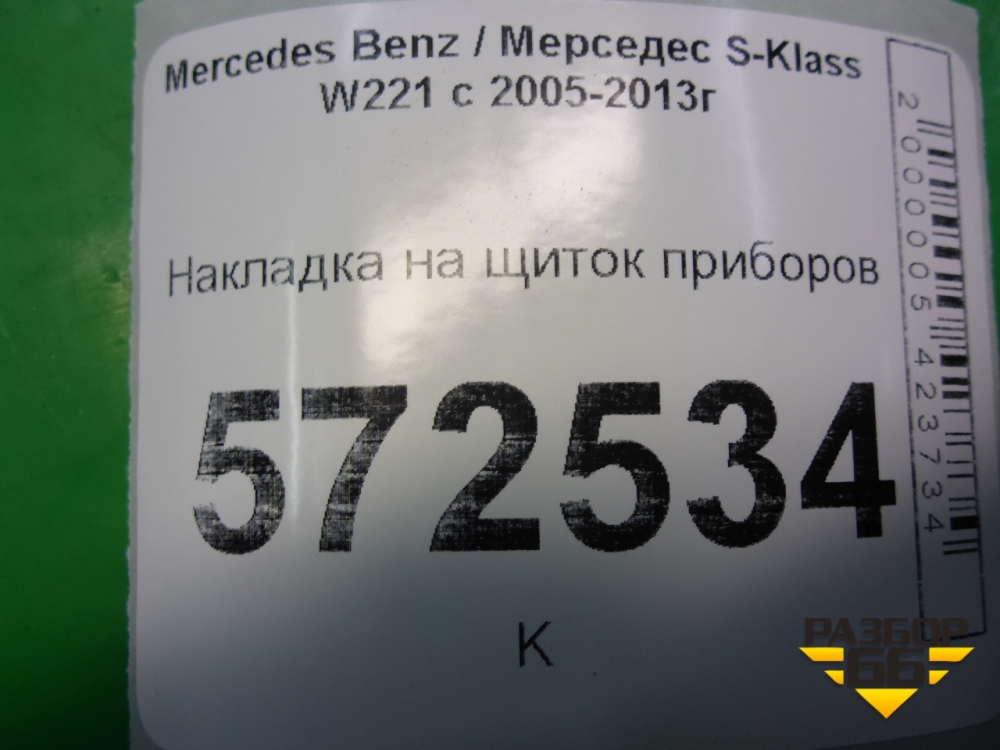 Mercedes Benz / Мерседес S-Klass
W221 с 2005-2013г
Накладка на щиток приборов
572534
К
2000005423734
РАЗБОР
66